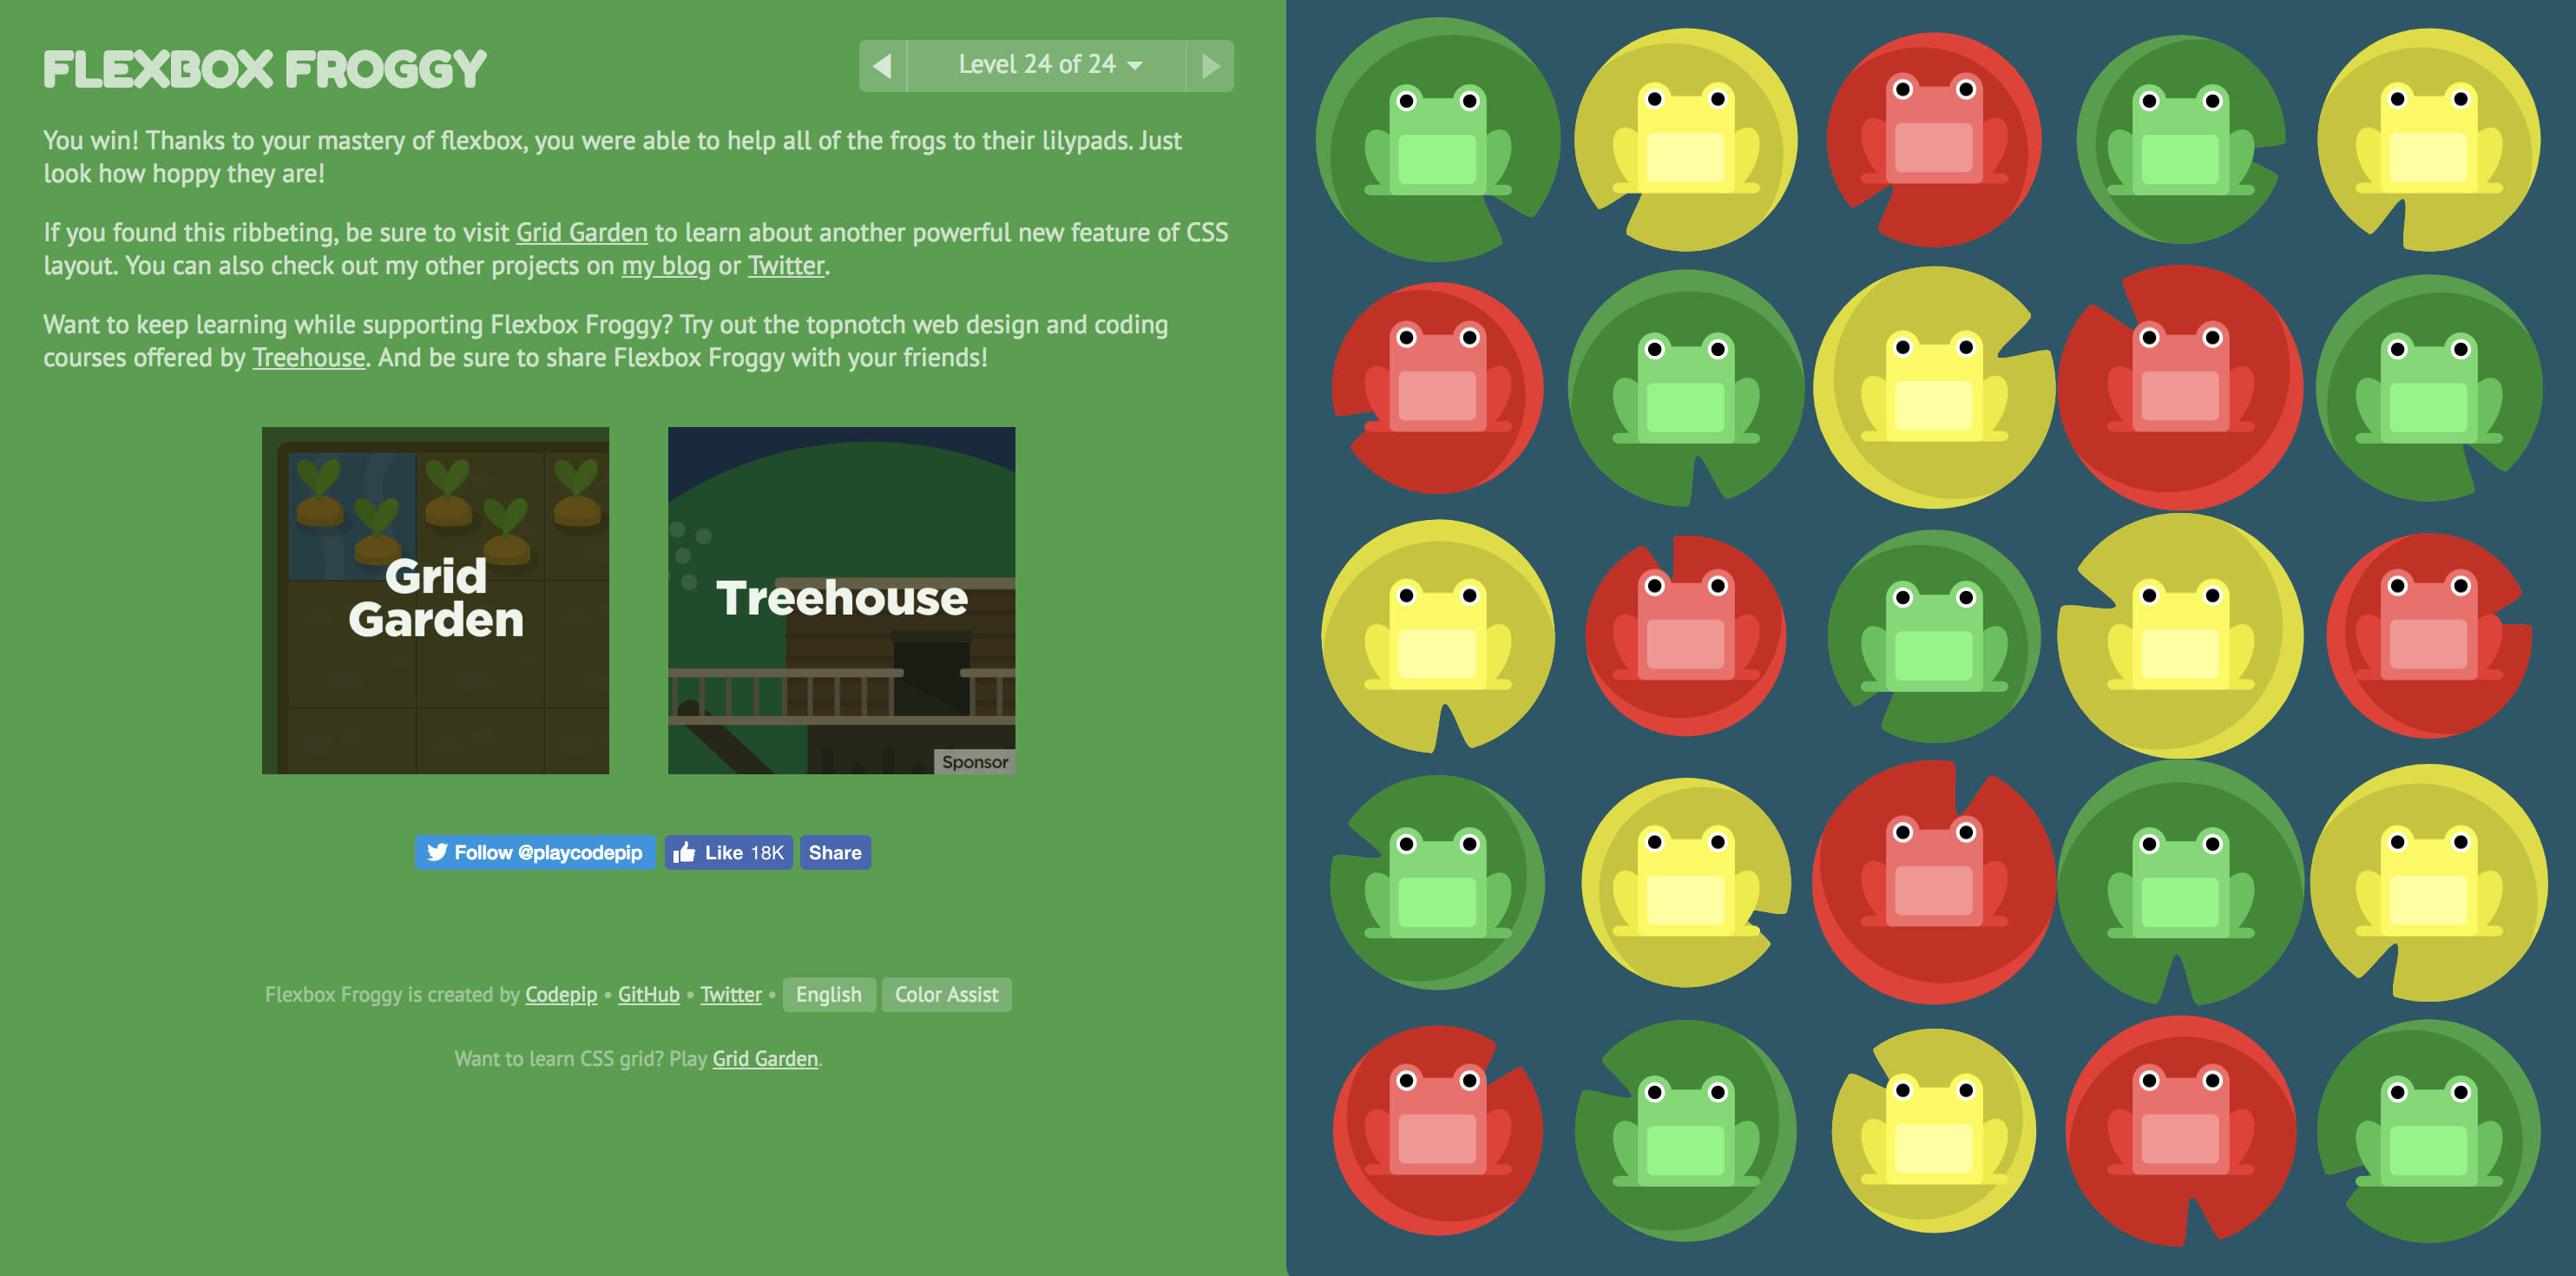 FLEXBOX FROGGY
Level 24 of 24
You win! Thanks to your mastery of flexbox, you were able to help all of the frogs to their lilypads. Just
look how hoppy they are!
If you found this ribbeting, be sure to visit Grid Garden to learn about another powerful new feature of CSS
layout. You can also check out my other projects on my blog or Twitter.
Want to keep learning while supporting Flexbox Froggy? Try out the topnotch web design and coding
courses offered by Treehouse. And be sure to share Flexbox Froggy with your friends!
Grid
Garden
Treehouse
Sponsor
Follow @playcodepip Like 18K Share
Flexbox Froggy is created by Codepip • GitHub • Twitter • English Color Assist
Want to learn CSS grid? Play Grid Garden.